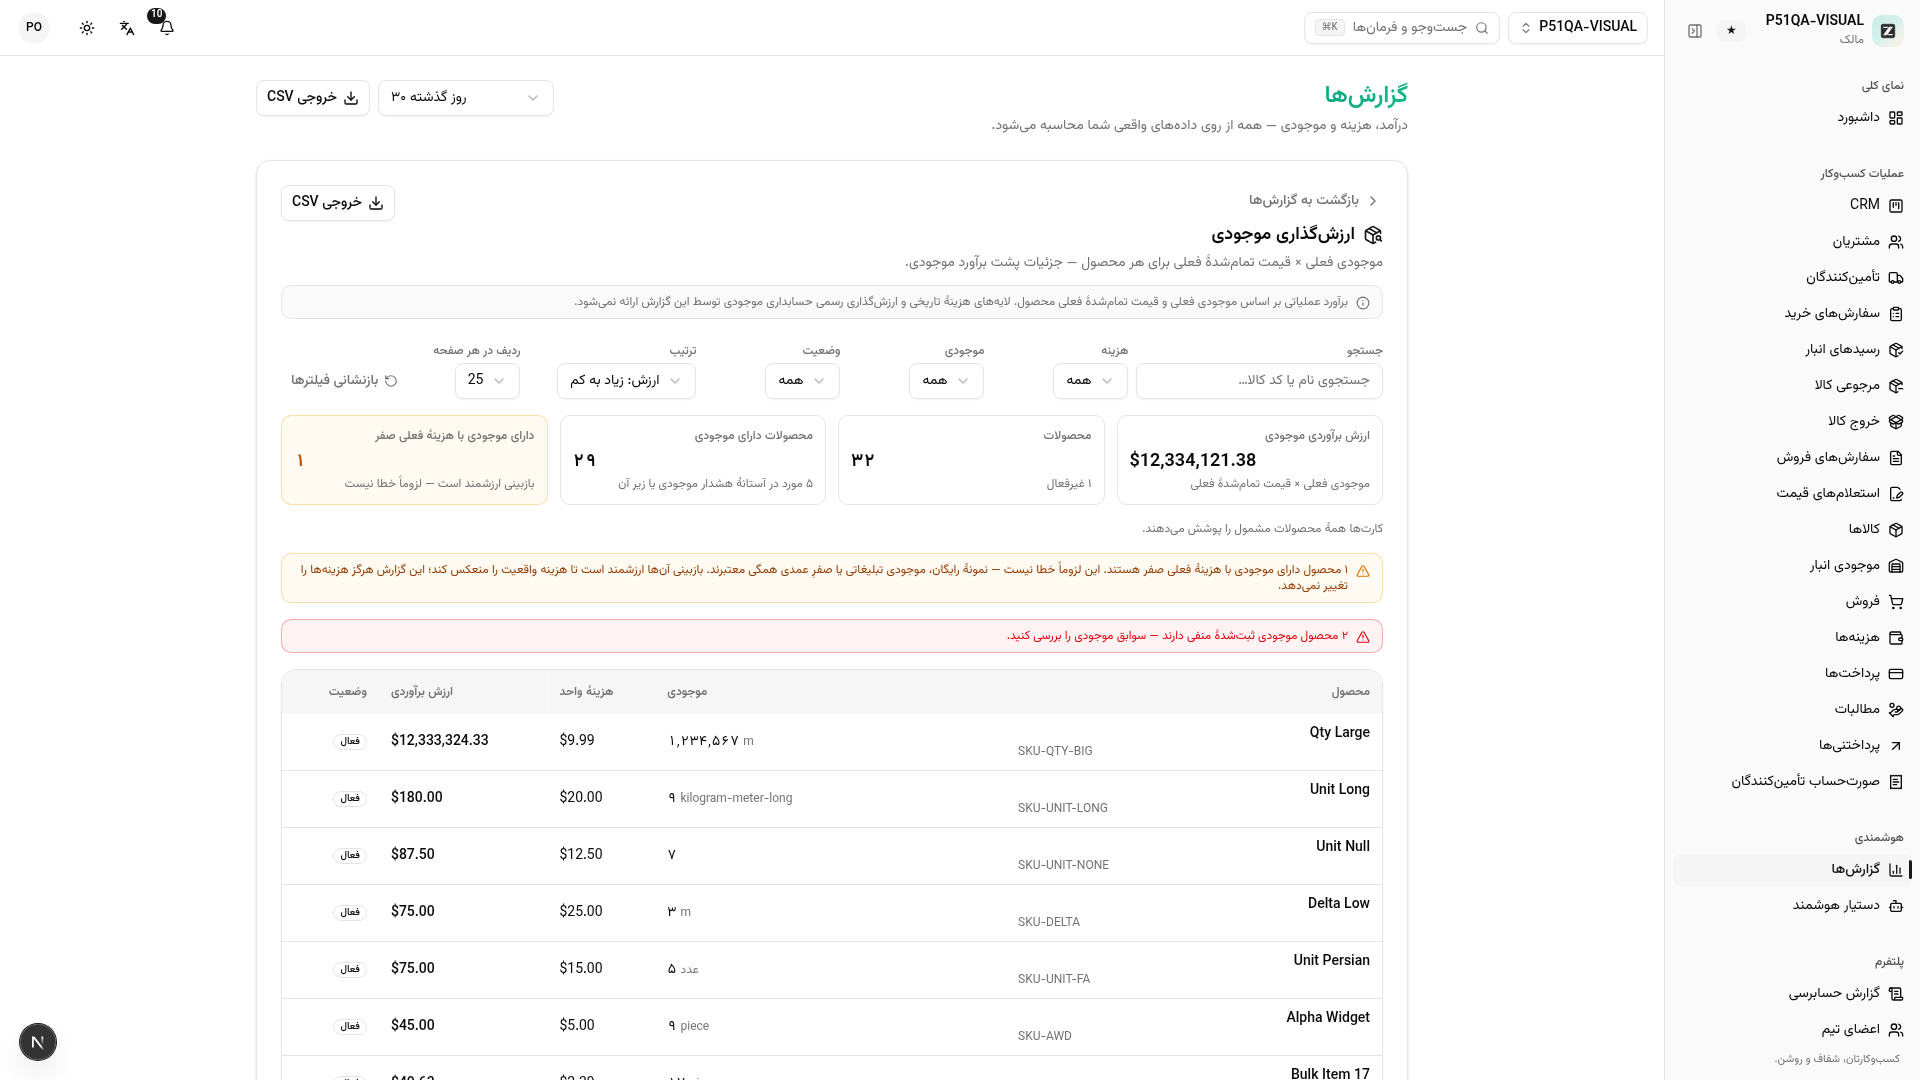 P51QA-VISUAL
مالک
نمای کلی
داشبورد
عملیات کسب‌وکار
CRM
مشتریان
تأمین‌کنندگان
سفارش‌های خرید
رسیدهای انبار
مرجوعی کالا
خروج کالا
سفارش‌های فروش
استعلام‌های قیمت
کالاها
موجودی انبار
فروش
هزینه‌ها
پرداخت‌ها
مطالبات
پرداختنی‌ها
صورت‌حساب تأمین‌کنندگان
هوشمندی
گزارش‌ها
دستیار هوشمند
پلتفرم
گزارش حسابرسی
اعضای تیم
کسب‌وکارتان، شفاف و روشن.
P51QA-VISUAL
جست‌وجو و فرمان‌ها ⌘K
10
PO
گزارش‌ها
درآمد، هزینه و موجودی — همه از روی داده‌های واقعی شما محاسبه می‌شود.
روز گذشته ۳۰
خروجی CSV
بازگشت به گزارش‌ها
خروجی CSV
ارزش‌گذاری موجودی
موجودی فعلی × قیمت تمام‌شدهٔ فعلی برای هر محصول — جزئیات پشت برآورد موجودی.
برآورد عملیاتی بر اساس موجودی فعلی و قیمت تمام‌شدهٔ فعلی محصول. لایه‌های هزینهٔ تاریخی و ارزش‌گذاری رسمی حسابداری موجودی توسط این گزارش ارائه نمی‌شود.
جستجو هزینه موجودی وضعیت ترتیب ردیف در هر صفحه
جستجوی نام یا کد کالا... همه همه همه ارزش: زیاد به کم 25 بازنشانی فیلترها
ارزش برآوردی موجودی
$12,334,121.38
موجودی فعلی × قیمت تمام‌شدهٔ فعلی
محصولات
۳۲
۱ غیرفعال
محصولات دارای موجودی
۲۹
۵ مورد در آستانهٔ هشدار موجودی یا زیر آن
دارای موجودی با هزینهٔ فعلی صفر
۱
بازبینی ارزشمند است — لزوماً خطا نیست
کارت‌ها همهٔ محصولات مشمول را پوشش می‌دهند.
۱ محصول دارای موجودی با هزینهٔ فعلی صفر هستند. این لزوماً خطا نیست — نمونهٔ رایگان، موجودی تبلیغاتی یا صفرِ عمدی همگی معتبرند. بازبینی آن‌ها ارزشمند است تا هزینه واقعیت را منعکس کند؛ این گزارش هرگز هزینه‌ها را
تغییر نمی‌دهد.
۲ محصول موجودی ثبت‌شدهٔ منفی دارند — سوابق موجودی را بررسی کنید.
محصول موجودی هزینهٔ واحد ارزش برآوردی وضعیت
Qty Large
SKU-QTY-BIG
۱,۲۳۴,۵۶۷ m $9.99 $12,333,324.33 فعال
Unit Long
SKU-UNIT-LONG
۹ kilogram-meter-long $20.00 $180.00 فعال
Unit Null
SKU-UNIT-NONE
۷ $12.50 $87.50 فعال
Delta Low
SKU-DELTA
۳ m $25.00 $75.00 فعال
Unit Persian
SKU-UNIT-FA
۵ عدد $15.00 $75.00 فعال
Alpha Widget
SKU-AWD
۹ piece $5.00 $45.00 فعال
Bulk Item 17